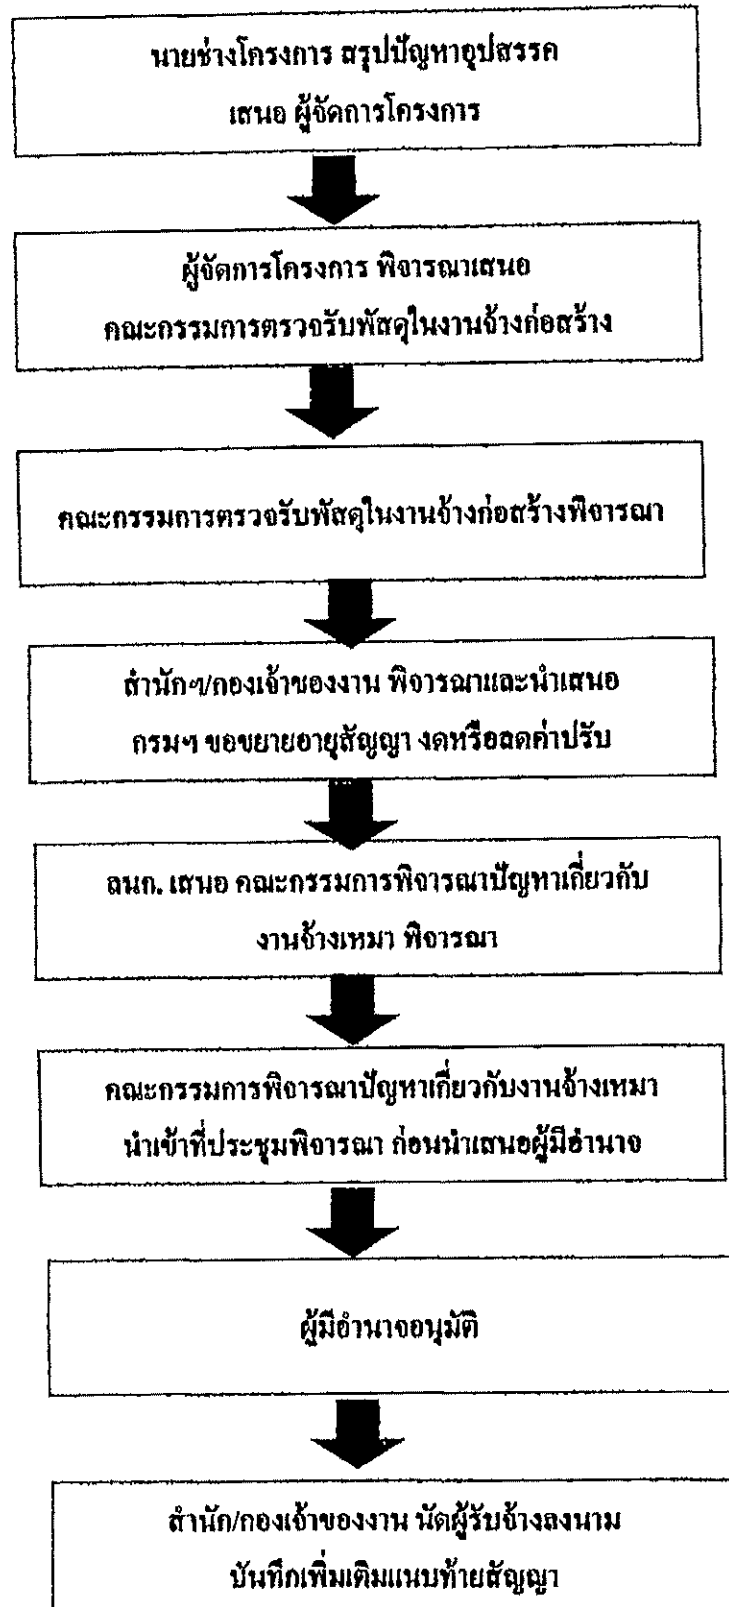 นายช่างโครงการ สรุปปัญหาอุปสรรค
เสนอ ผู้จัดการโครงการ
ผู้จัดการโครงการ พิจารณาเสนอ
คณะกรรมการตรวจรับพัสดุในงานจ้างก่อสร้าง
คณะกรรมการตรวจรับพัสดุในงานจ้างก่อสร้างพิจารณา
สำนักฯ/กองเจ้าของงาน พิจารณาและนำเสนอ
กรมฯ ขอขยายอายุสัญญา งดหรือลดค่าปรับ
ลนก. เสนอ คณะกรรมการพิจารณาปัญหาเกี่ยวกับ
งานจ้างเหมา พิจารณา
คณะกรรมการพิจารณาปัญหาเกี่ยวกับงานจ้างเหมา
นำเข้าที่ประชุมพิจารณา ก่อนนำเสนอผู้มีอำนาจ
ผู้มีอำนาจอนุมัติ
สำนัก/กองเจ้าของงาน นัดผู้รับจ้างลงนาม
บันทึกเพิ่มเติมแนบท้ายสัญญา